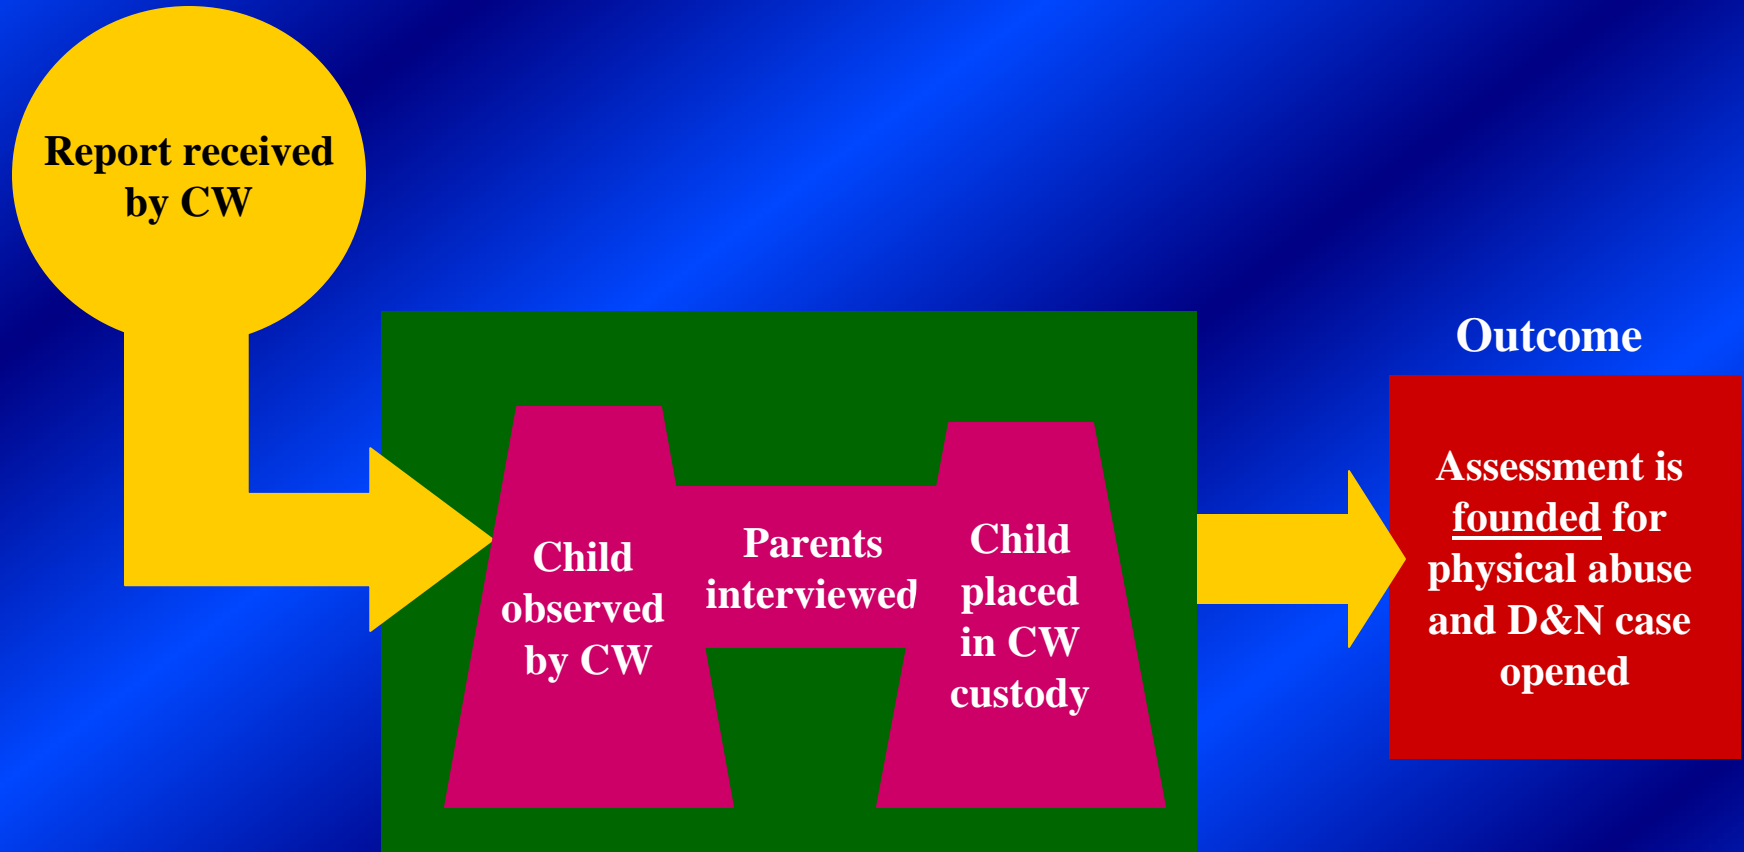 Report received
by CW
Child
observed
by CW
Parents
interviewed
Child
placed
in CW
custody
Outcome
Assessment is
founded for
physical abuse
and D&N case
opened